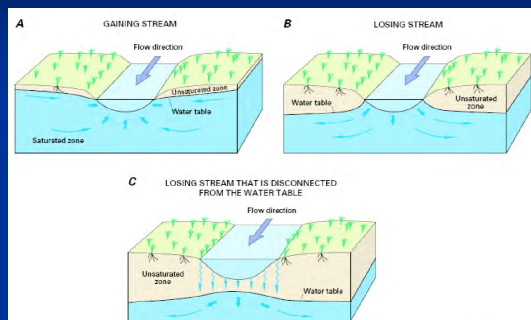 A
GAINING STREAM
Flow direction
Unsaturated zone
Water table
Saturated zone
B
LOSING STREAM
Flow direction
Water table
Unsaturated
zone
C
LOSING STREAM THAT IS DISCONNECTED
FROM THE WATER TABLE
Flow direction
Unsaturated
zone
Water table